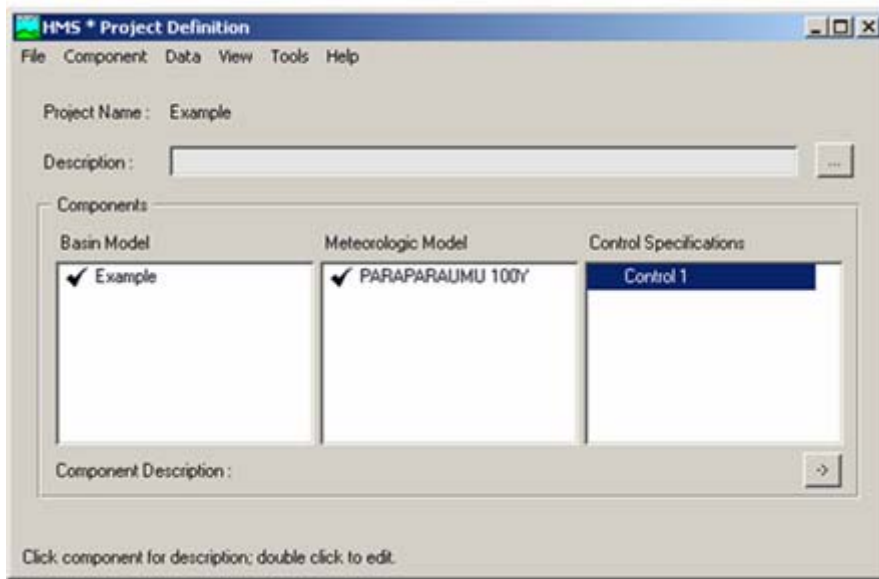 HMS * Project Definition
File Component Data View Tools Help
Project Name : Example
Description :
...
Components
Basin Model Meteorologic Model Control Specifications
Example PARAPARAUMU 100Y Control 1
Component Description :
->
Click component for description; double click to edit.